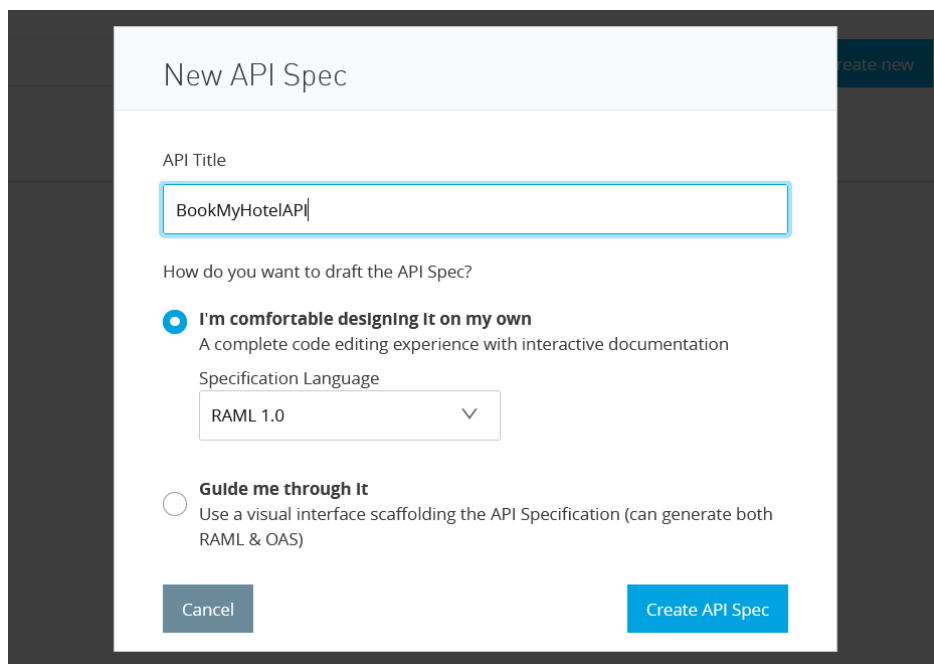 New API Spec
reate new
API Title
BookMyHotelAPI
How do you want to draft the API Spec?
I'm comfortable designing it on my own
A complete code editing experience with interactive documentation
Specification Language
RAML 1.0
Guide me through it
Use a visual interface scaffolding the API Specification (can generate both
RAML & OAS)
Cancel
Create API Spec